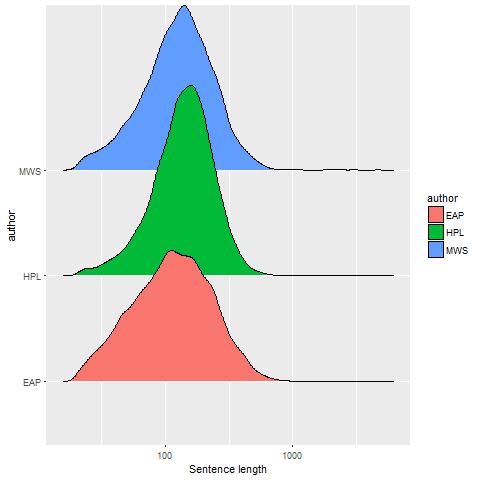 MWS
HPL
EAP
author
100
1000
Sentence length
author
EAP
HPL
MWS